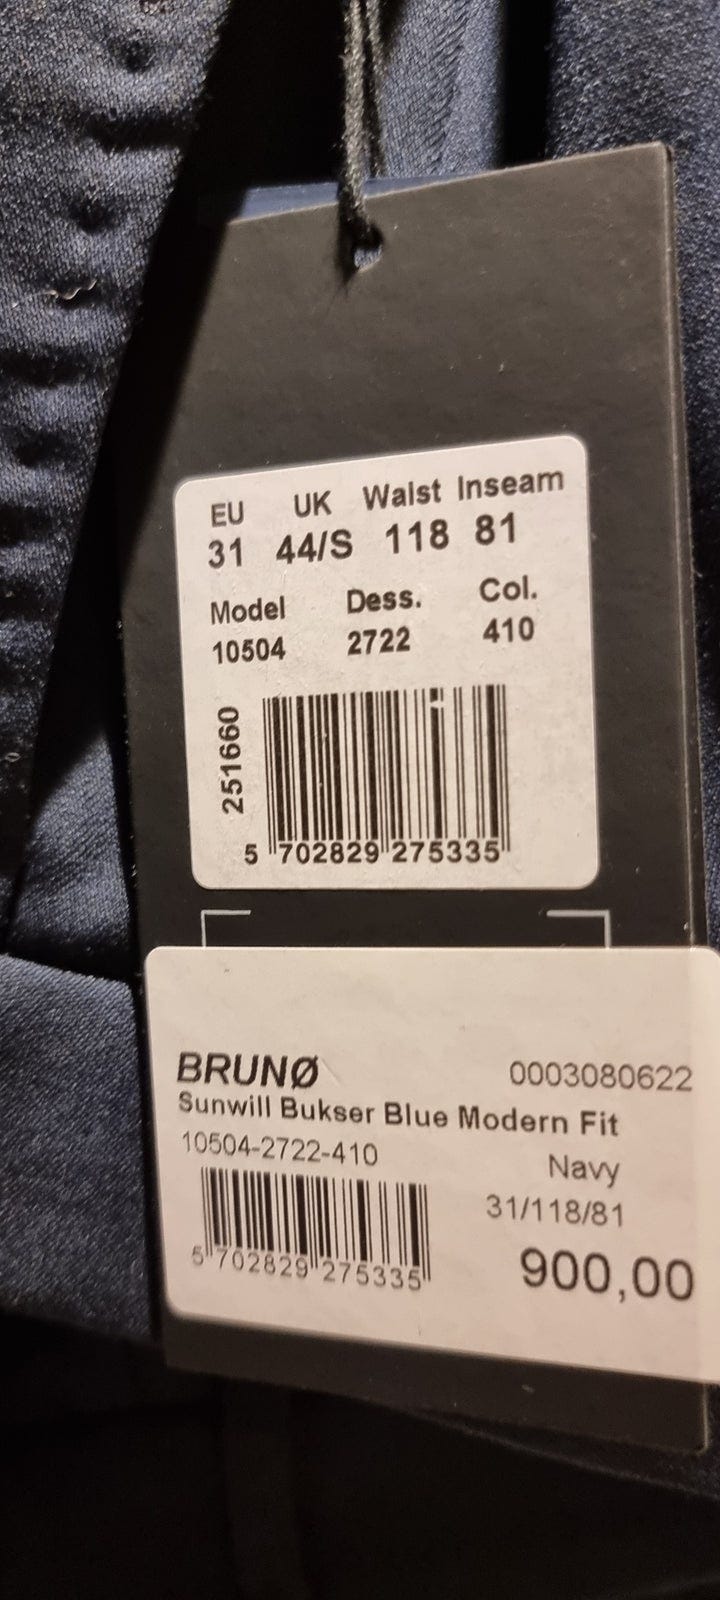 EU UK Waist Inseam
31 44/S 118 81
Model Dess. Col.
10504 2722 410
251660
5 702829 275335
BRUNØ 0003080622
Sunwill Bukser Blue Modern Fit
10504-2722-410 Navy
31/118/81
5 702829 275335
900,00